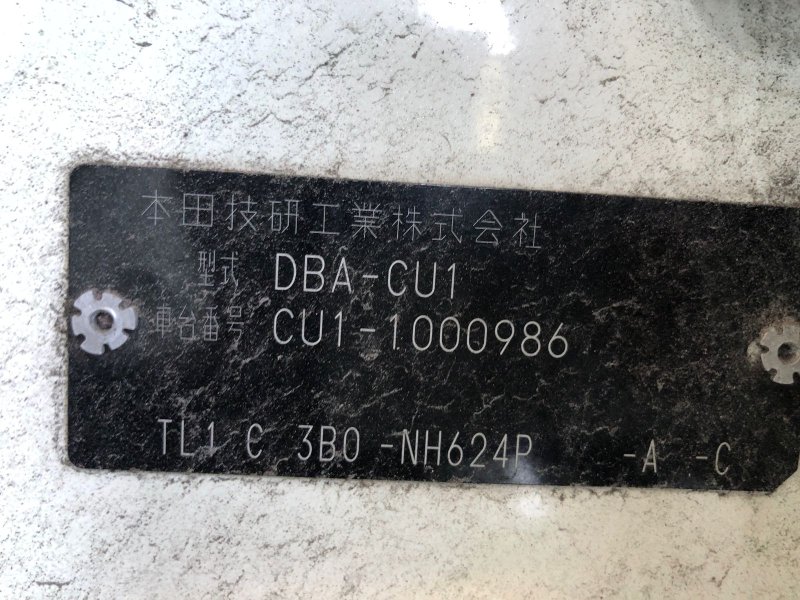 本田技研工業株式会社
型式 DBA-CU1
車台番号 CU1-1000986
TL1 C 3B0 -NH624P -A -C